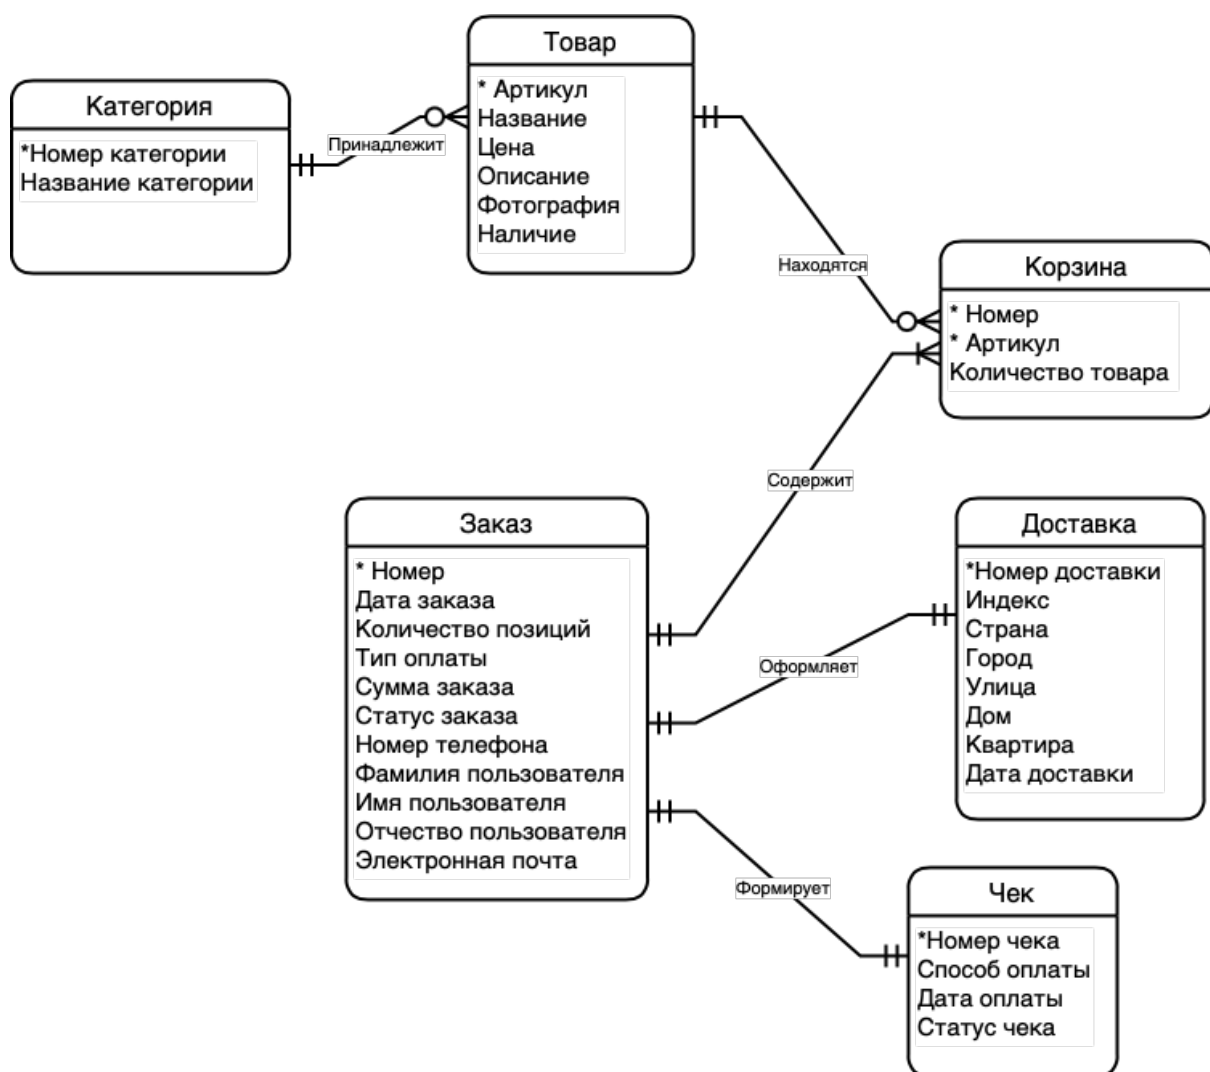 Категория
*Номер категории
Название категории
Принадлежит
Товар
* Артикул
Название
Цена
Описание
Фотография
Наличие
Находятся
Корзина
* Номер
* Артикул
Количество товара
Содержит
Заказ
* Номер
Дата заказа
Количество позиций
Тип оплаты
Сумма заказа
Статус заказа
Номер телефона
Фамилия пользователя
Имя пользователя
Отчество пользователя
Электронная почта
Оформляет
Доставка
*Номер доставки
Индекс
Страна
Город
Улица
Дом
Квартира
Дата доставки
Формирует
Чек
*Номер чека
Способ оплаты
Дата оплаты
Статус чека